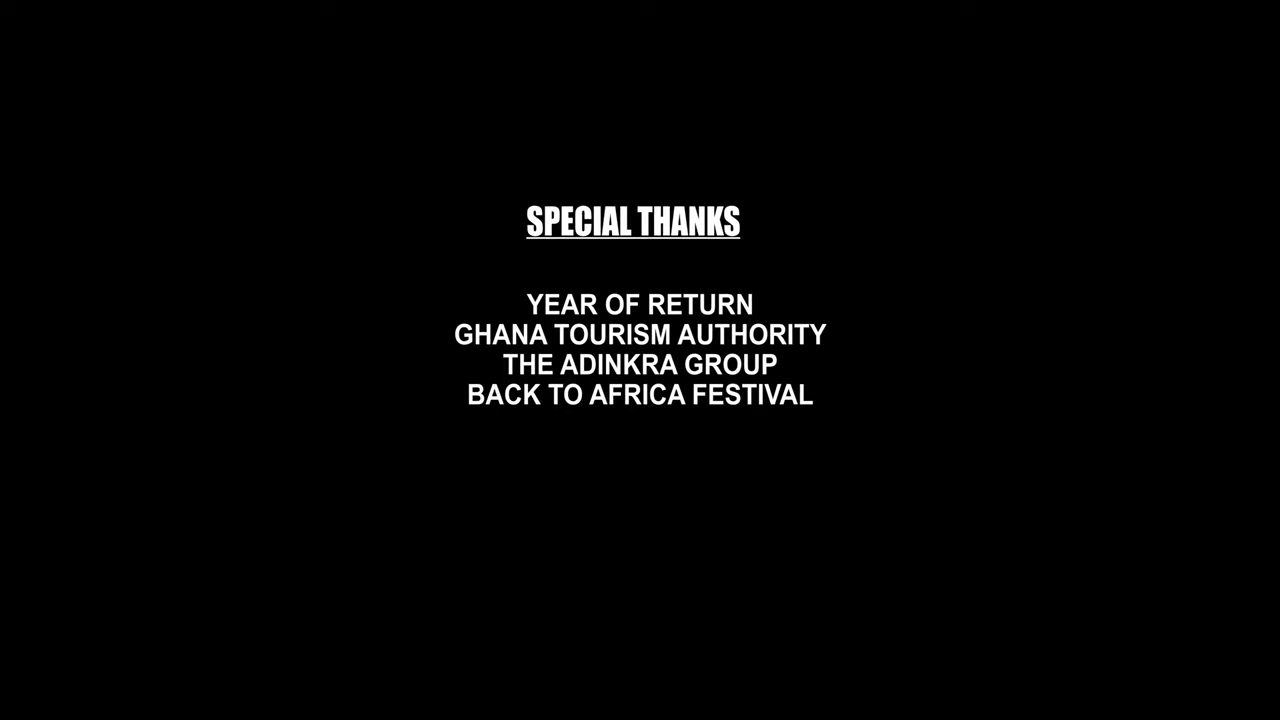 SPECIAL THANKS
YEAR OF RETURN
GHANA TOURISM AUTHORITY
THE ADINKRA GROUP
BACK TO AFRICA FESTIVAL